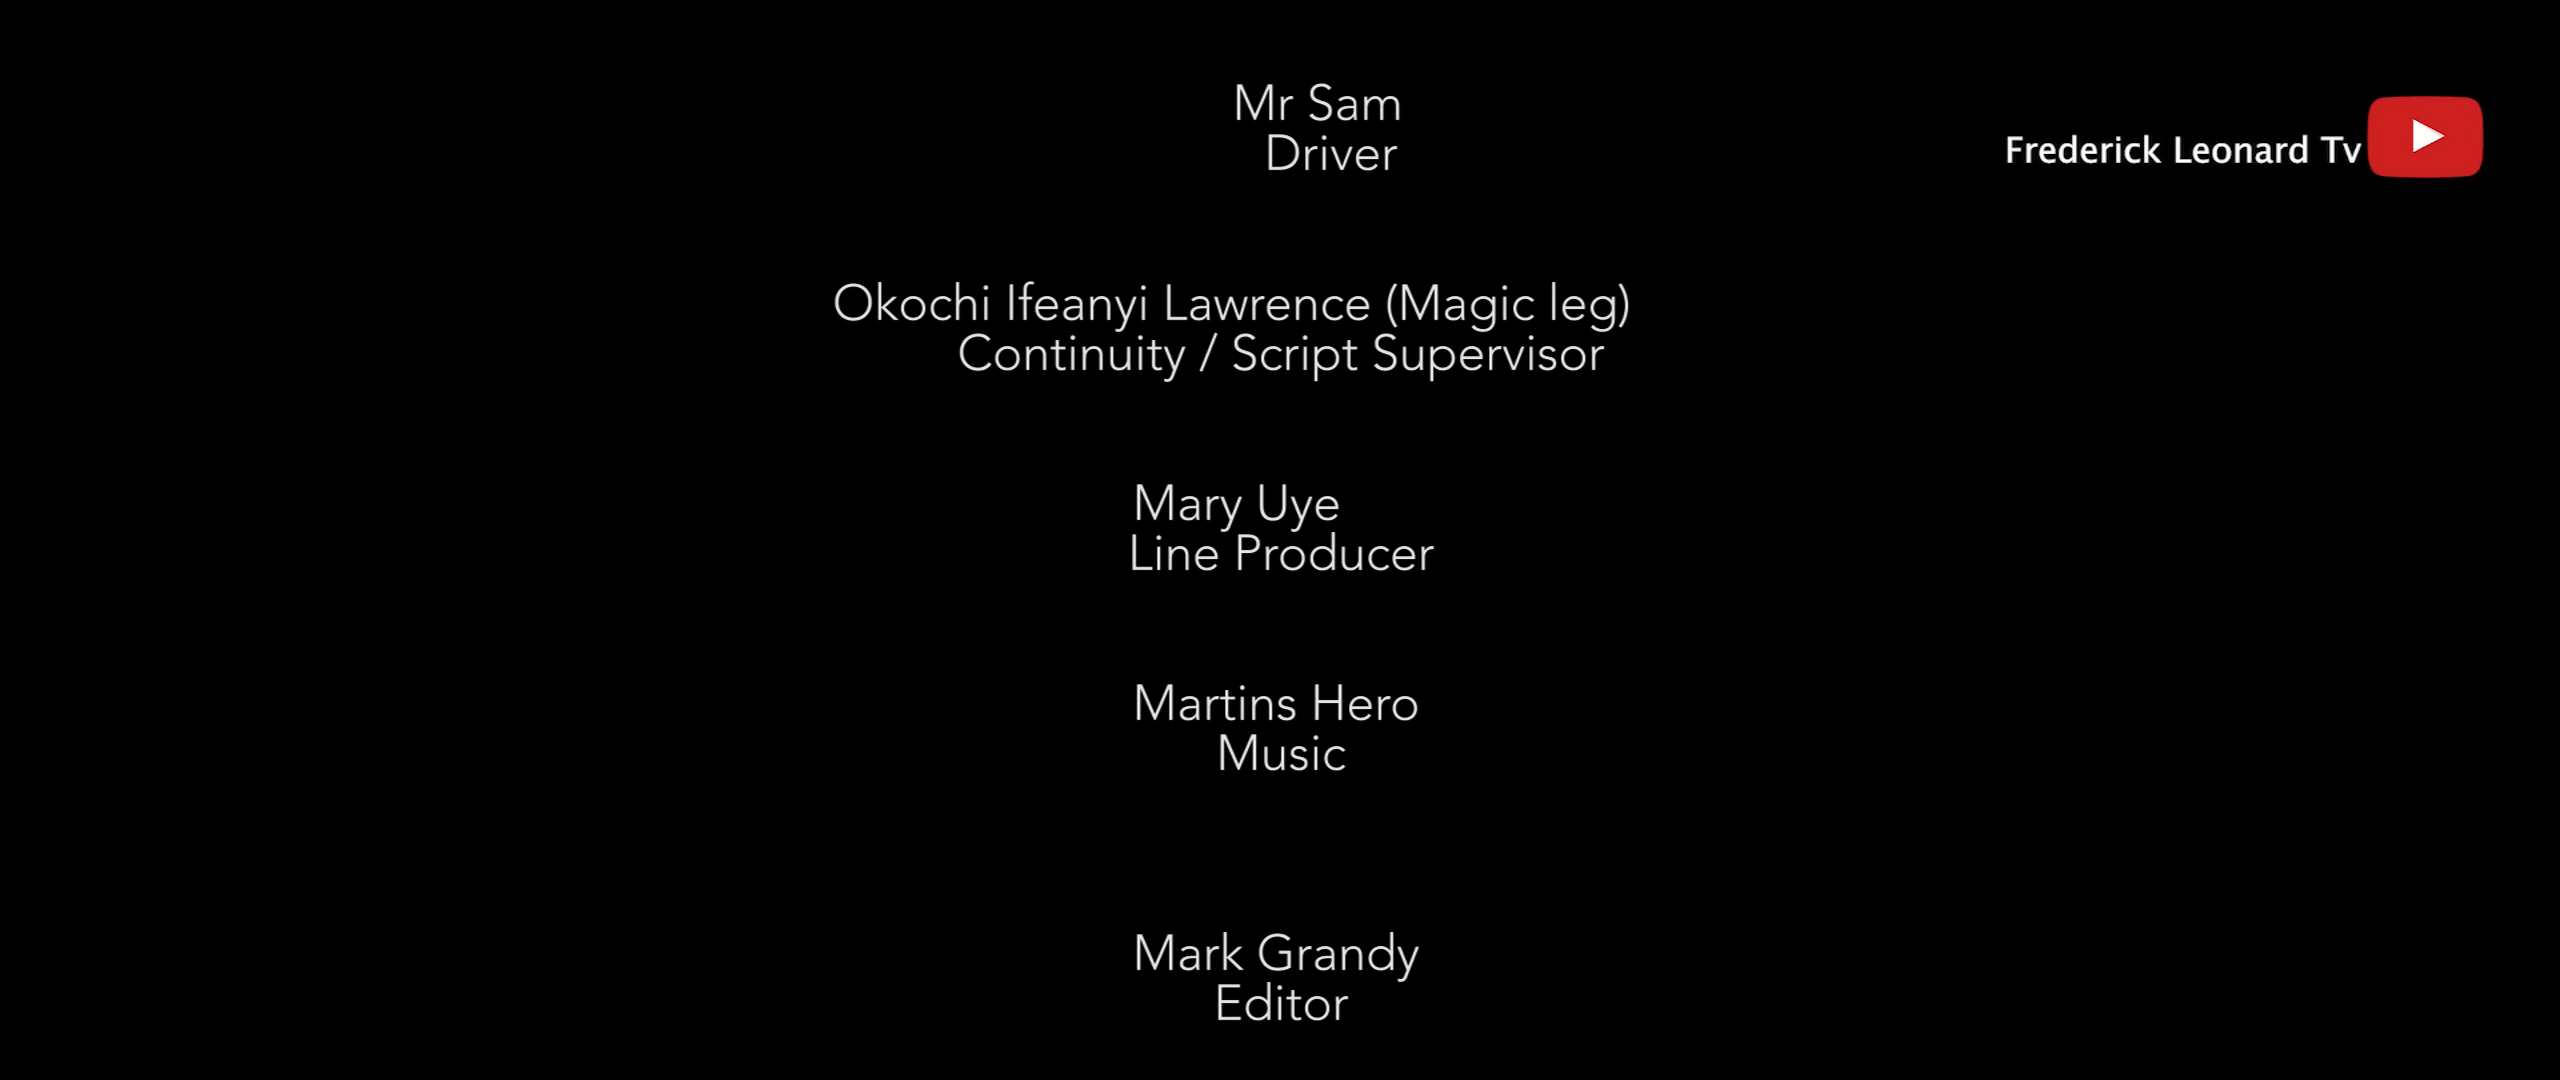 Mr Sam
Driver
Frederick Leonard Tv
Okochi Ifeanyi Lawrence (Magic leg)
Continuity / Script Supervisor
Mary Uye
Line Producer
Martins Hero
Music
Mark Grandy
Editor